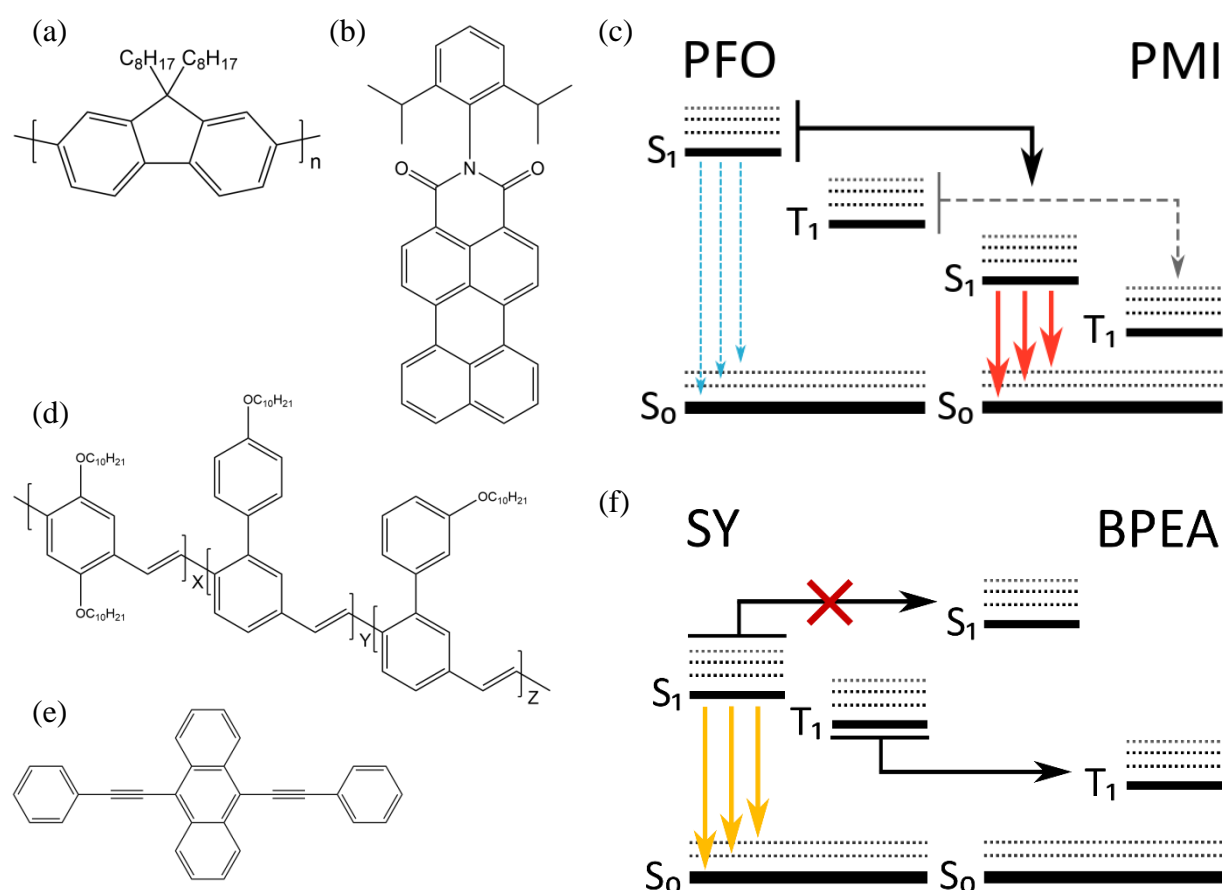 (a)
C₈H₁₇ C₈H₁₇
n
(b)
O N O
(c)
PFO PMI
S₁
T₁
S₁
T₁
S₀ S₀
(d)
OC₁₀H₂₁
OC₁₀H₂₁
OC₁₀H₂₁
OC₁₀H₂₁
X
Y
Z
(e)
(f)
SY BPEA
S₁
S₁
T₁
T₁
S₀ S₀